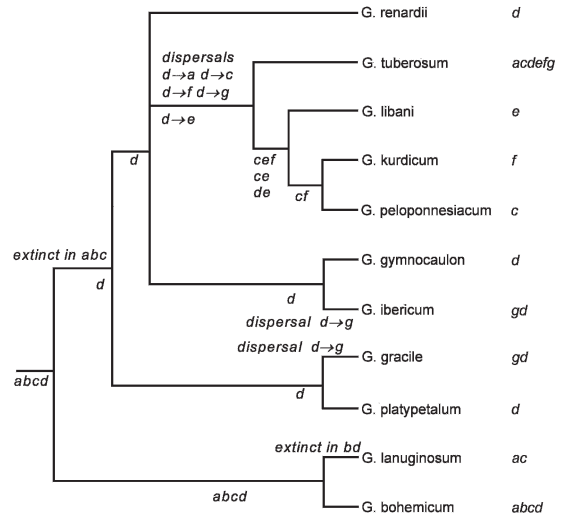 G. renardii d
dispersals
G. tuberosum acdefg
d→a d→c
d→f d→g
d→e
G. libani e
cef
ce
de
G. kurdicum f
d
cf
G. peloponnesiacum c
extinct in abc
d
G. gymnocaulon d
d
G. ibericum gd
dispersal d→g
dispersal d→g
G. gracile gd
abcd
d
G. platypetalum d
extinct in bd
G. lanuginosum ac
abcd
G. bohemicum abcd